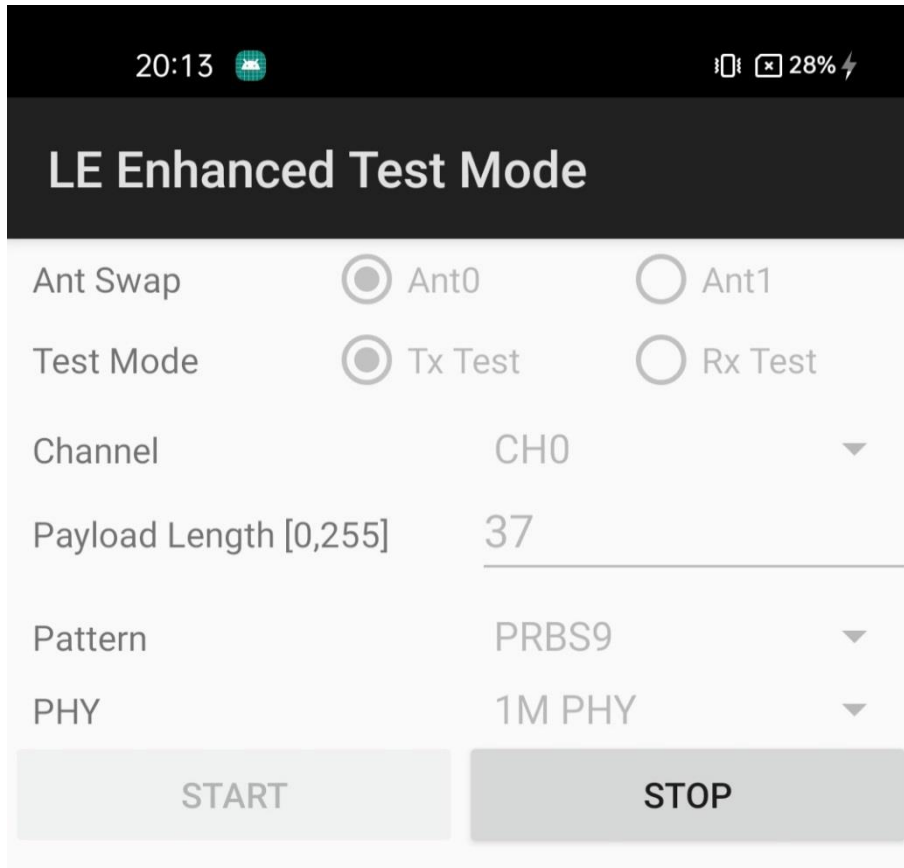 20:13 28%
LE Enhanced Test Mode
Ant Swap Ant0 Ant1
Test Mode Tx Test Rx Test
Channel CH0
Payload Length [0,255] 37
Pattern PRBS9
PHY 1M PHY
START STOP